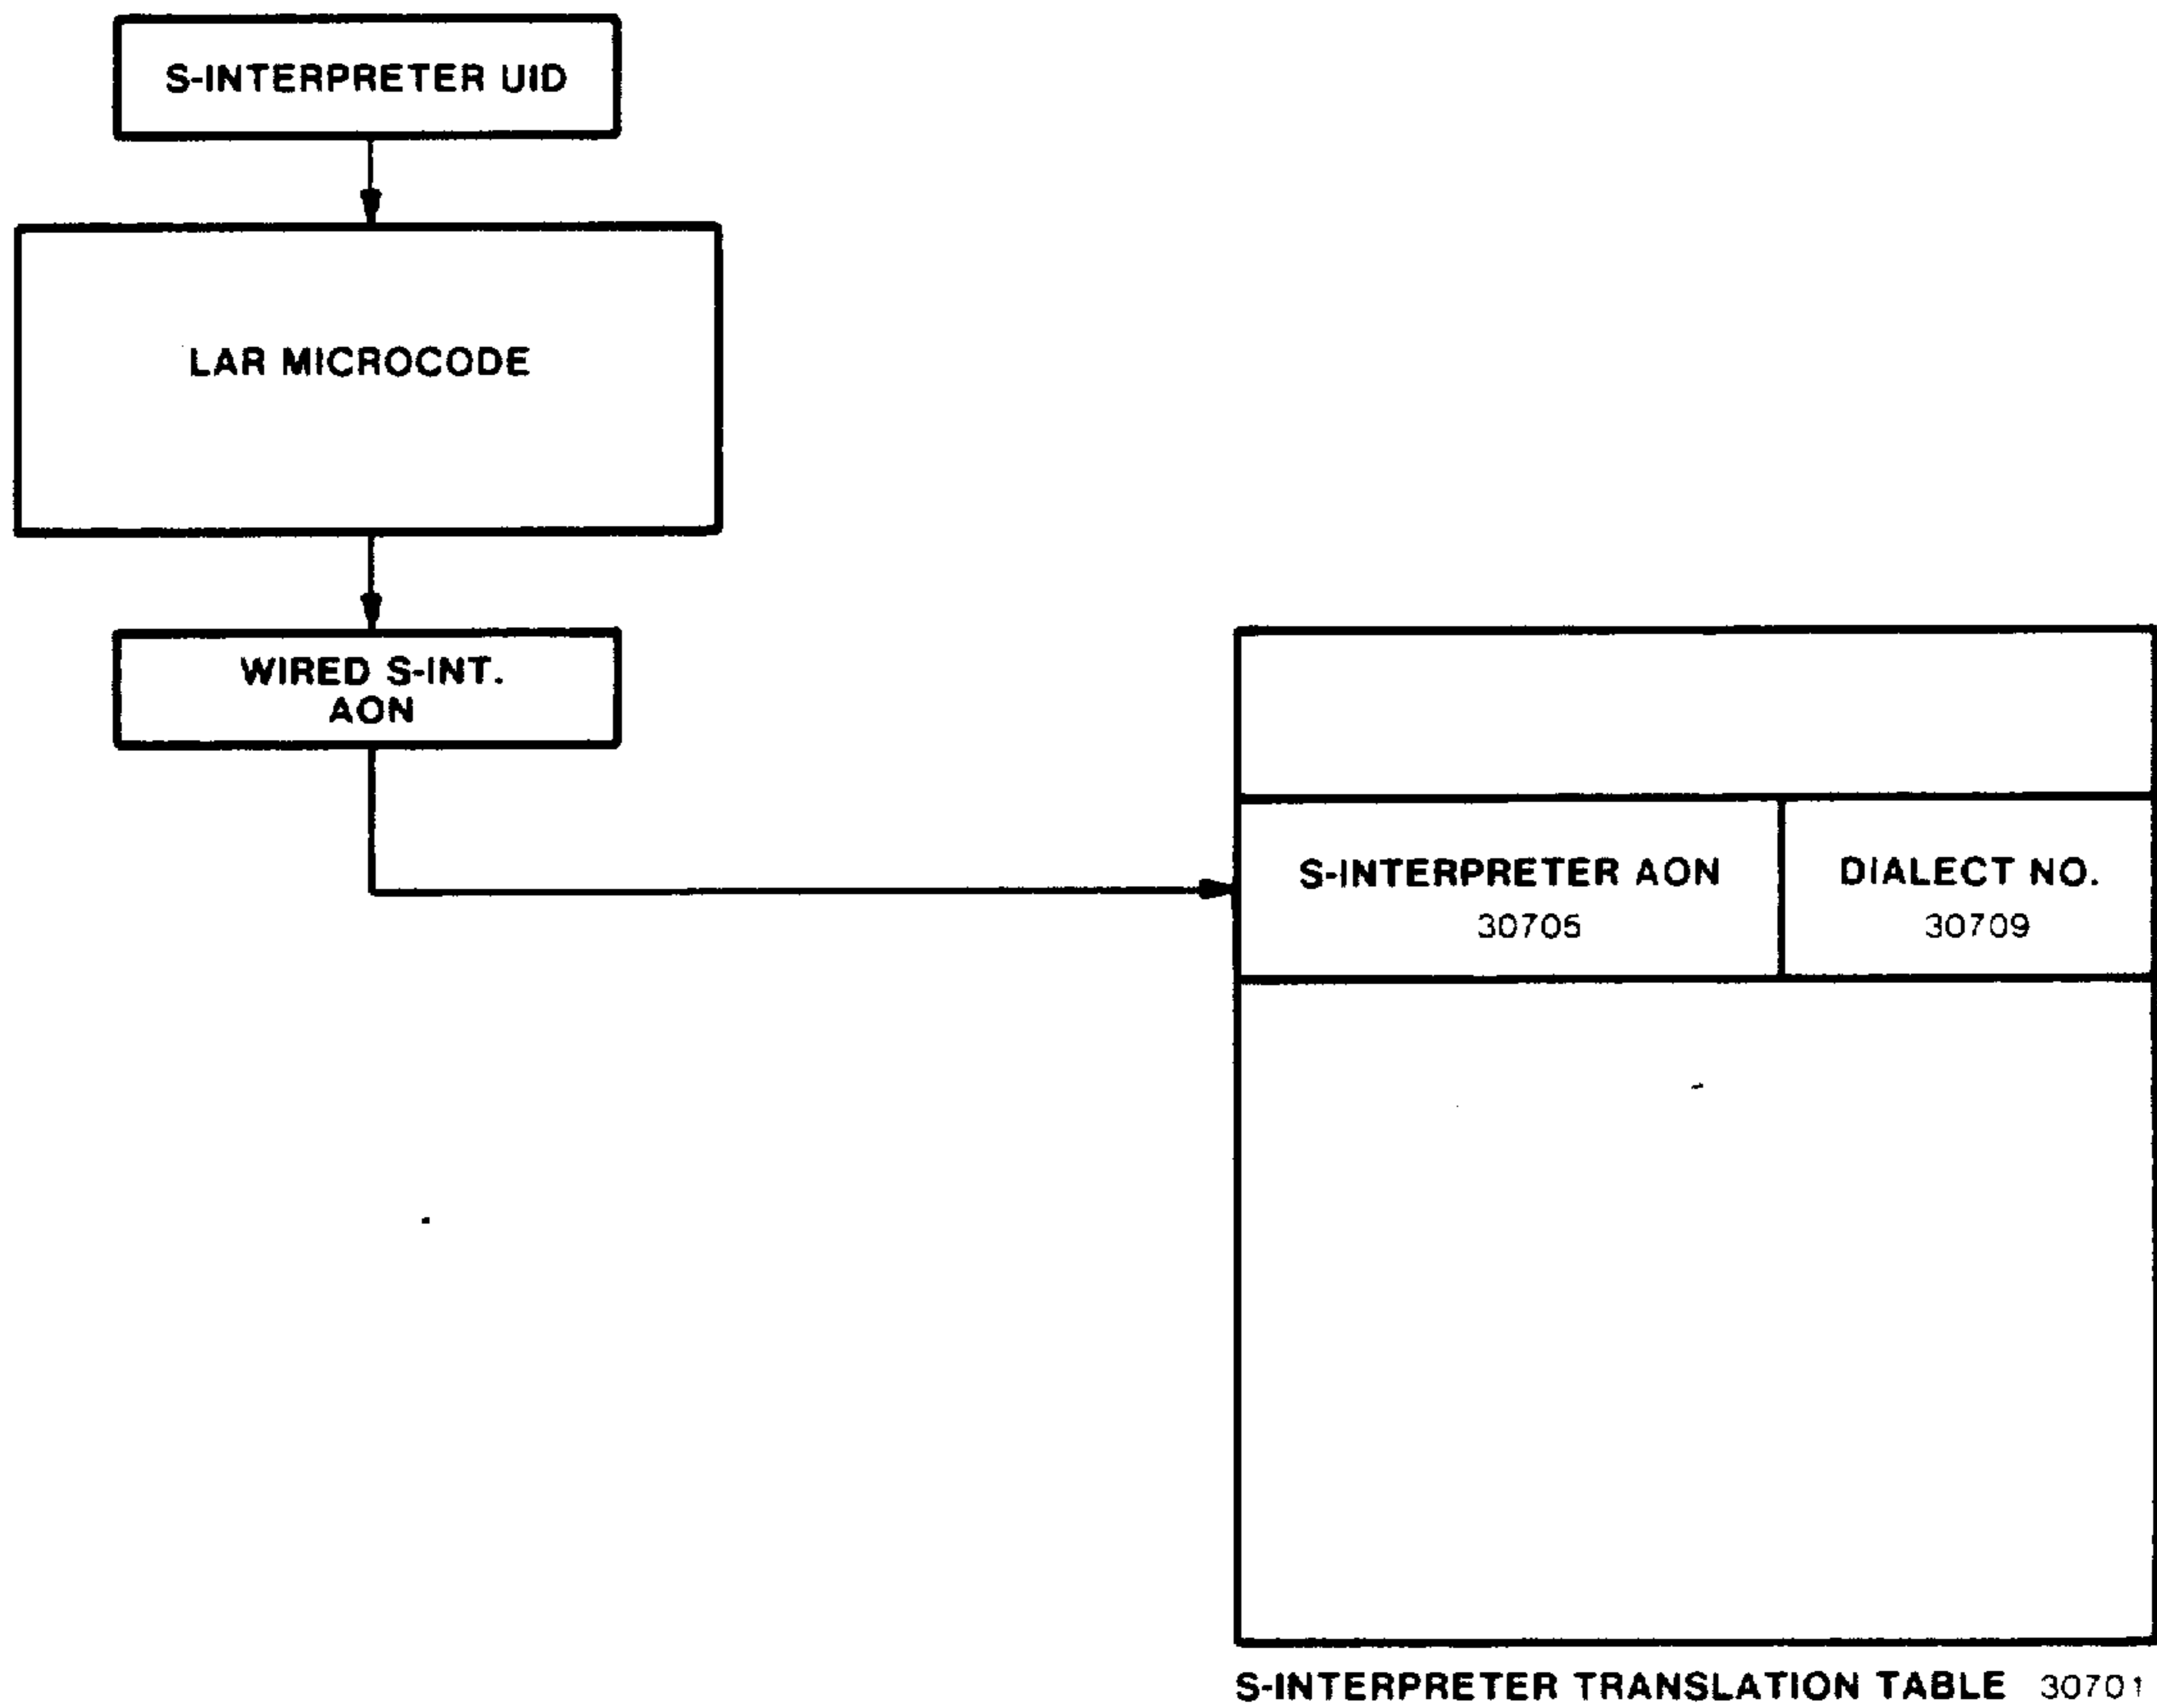 S-INTERPRETER UID
LAR MICROCODE
WIRED S-INT.
AON
S-INTERPRETER AON
30705
DIALECT NO.
30709
S-INTERPRETER TRANSLATION TABLE 30701